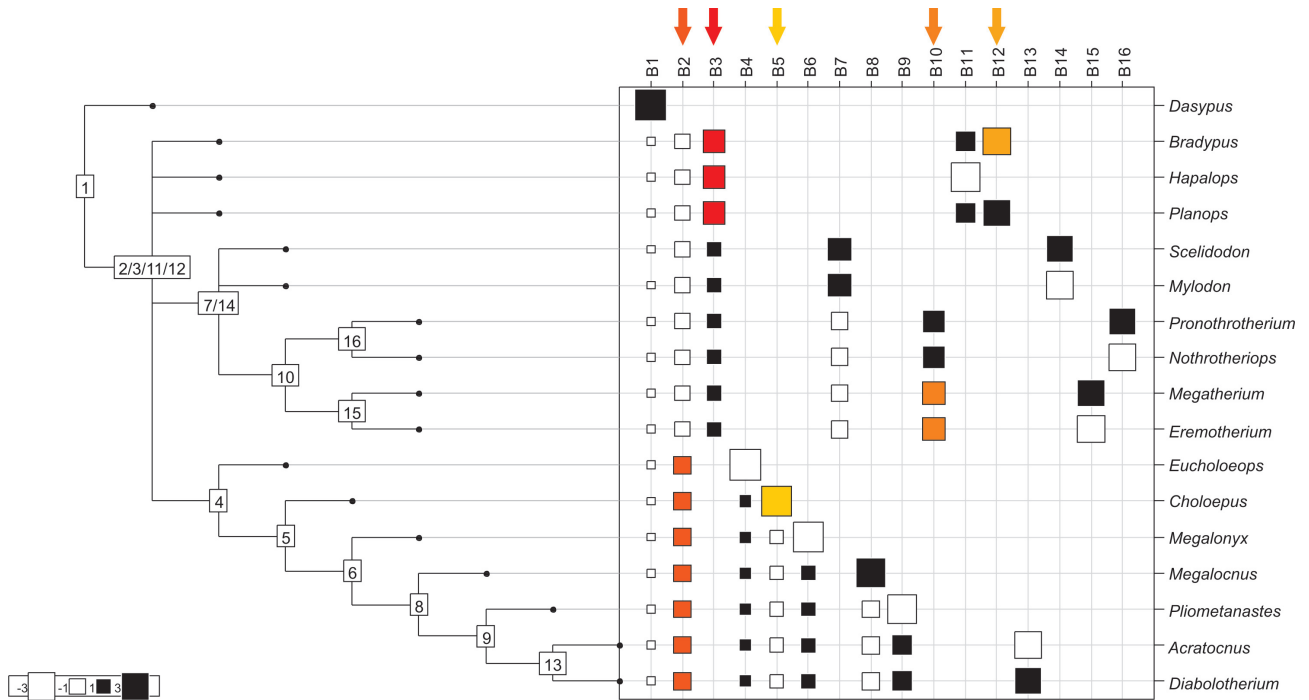 B1 B2 B3 B4 B5 B6 B7 B8 B9 B10 B11 B12 B13 B14 B15 B16
Dasypus
Bradypus
1
Hapalops
Planops
Scelidodon
2/3/11/12
Mylodon
7/14
Pronothrotherium
16
Nothrotheriops
10
Megatherium
15
Eremotherium
Eucholoeops
4
Choloepus
5
Megalonyx
6
Megalocnus
8
Pliometanastes
9
Acratocnus
13
Diabolotherium
-3 -1 1 3